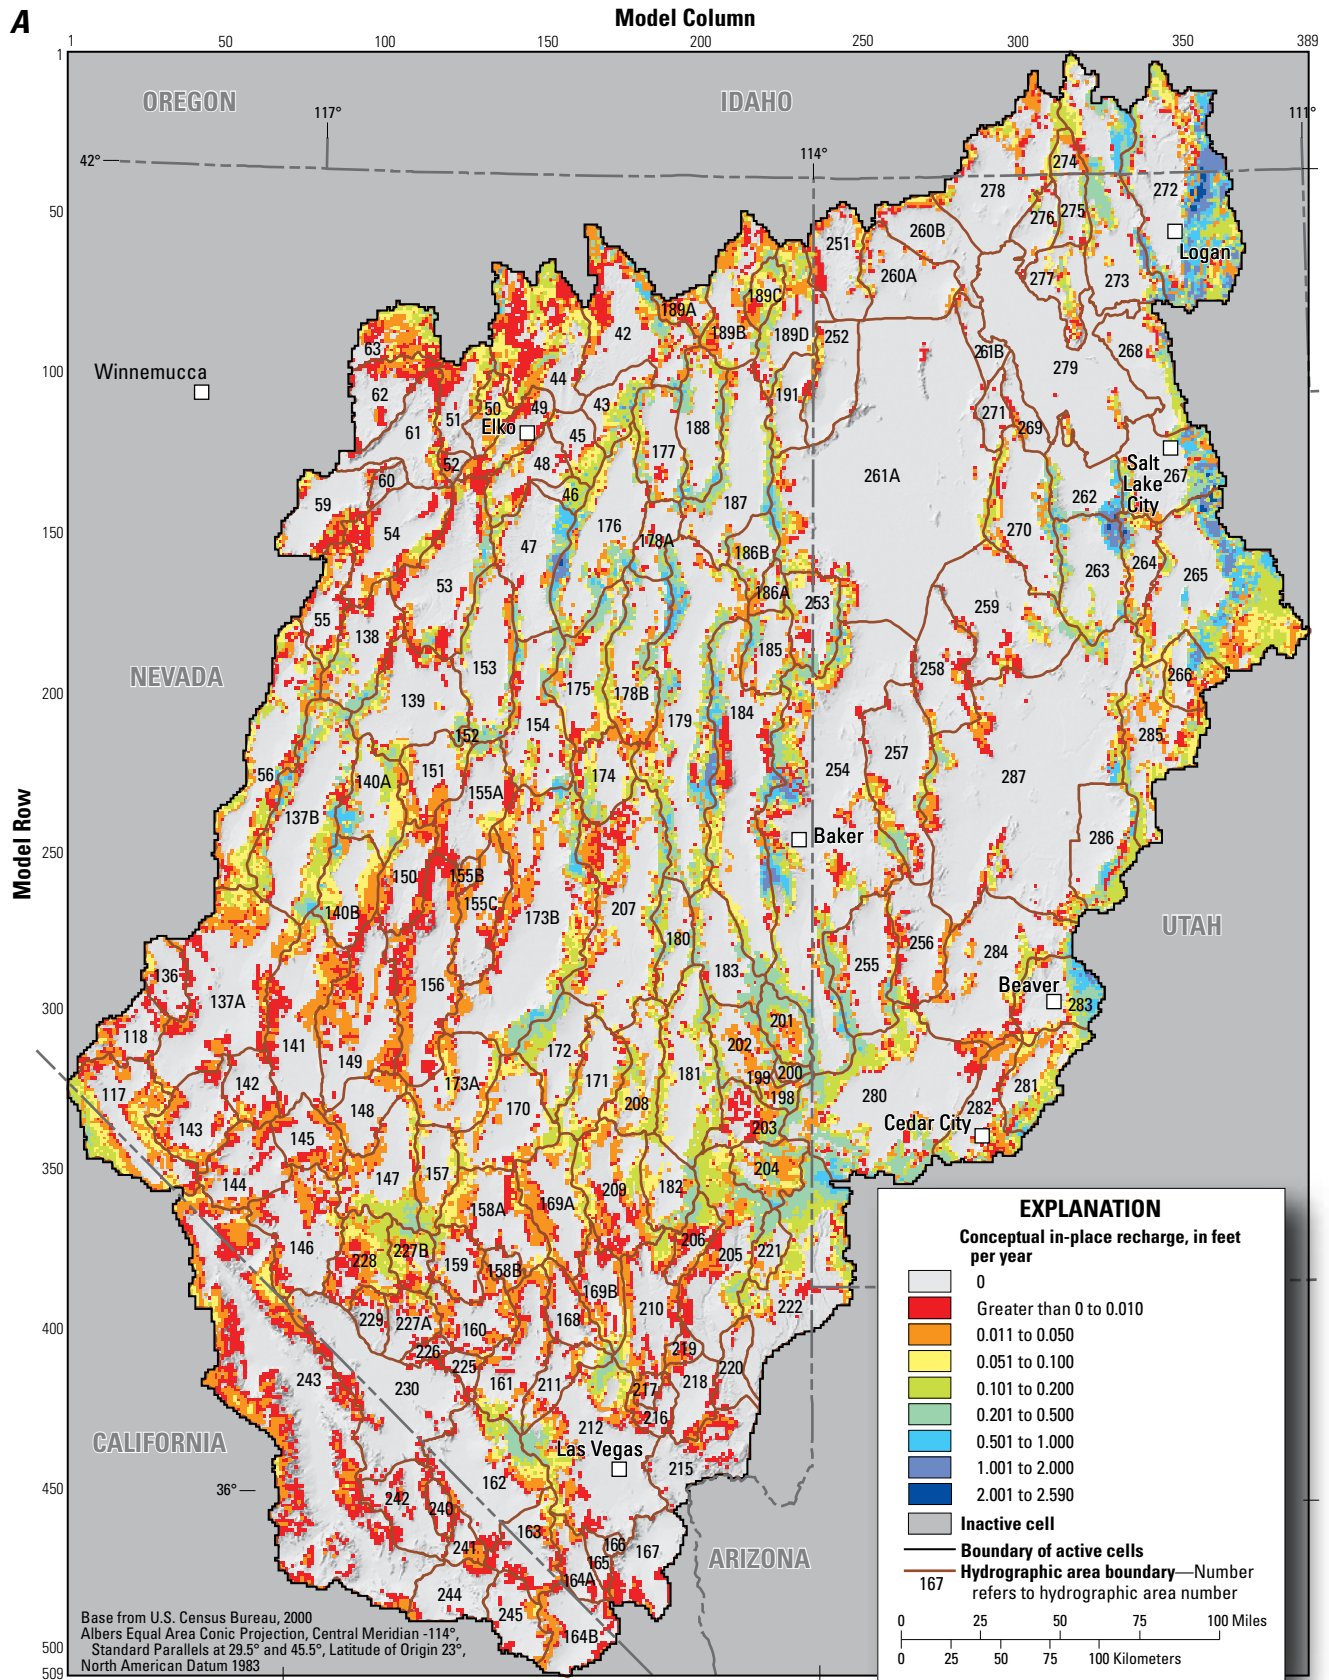 A
Model Column
1 50 100 150 200 250 300 350 389
1
OREGON
IDAHO
117°
111°
42°
114°
274
278
272
50
276 275
251
260B
Logan
260A
277
273
189C
189A
42
189B
189D
252
268
63
261B
279
100
Winnemucca
44
62
191
43
50
49
271
51
61
Elko
188
269
45
177
Salt
Lake
City
52
48
261A
267
60
46
262
59
187
150
176
54
270
47
178A
186B
264
263
265
53
186A
253
259
55
138
185
153
258
NEVADA
266
175
178B
200
139
184
179
154
152
285
56
151
174
254
257
287
140A
155A
137B
Model Row
250
Baker
286
150
155B
155C
207
140B
173B
UTAH
180
256
284
183
255
136
156
Beaver
137A
283
300
201
118
141
202
172
149
200
181
142
173A
171
199
281
117
198
280
208
148
170
282
143
203
Cedar City
145
350
204
157
147
182
144
209
169A
158A
206
146
205
221
227B
228
159
158B
169B
222
210
229
168
227A
160
400
226
219
225
220
243
230
161
211
218
217
216
212
CALIFORNIA
Las Vegas
215
162
450
36°
242
240
163
166
167
241
165
ARIZONA
164A
244
245
164B
500
509
EXPLANATION
Conceptual in-place recharge, in feet
per year
0
Greater than 0 to 0.010
0.011 to 0.050
0.051 to 0.100
0.101 to 0.200
0.201 to 0.500
0.501 to 1.000
1.001 to 2.000
2.001 to 2.590
Inactive cell
Boundary of active cells
Hydrographic area boundary—Number
167 refers to hydrographic area number
0 25 50 75 100 Miles
0 25 50 75 100 Kilometers
Base from U.S. Census Bureau, 2000
Albers Equal Area Conic Projection, Central Meridian -114°,
Standard Parallels at 29.5° and 45.5°, Latitude of Origin 23°,
North American Datum 1983